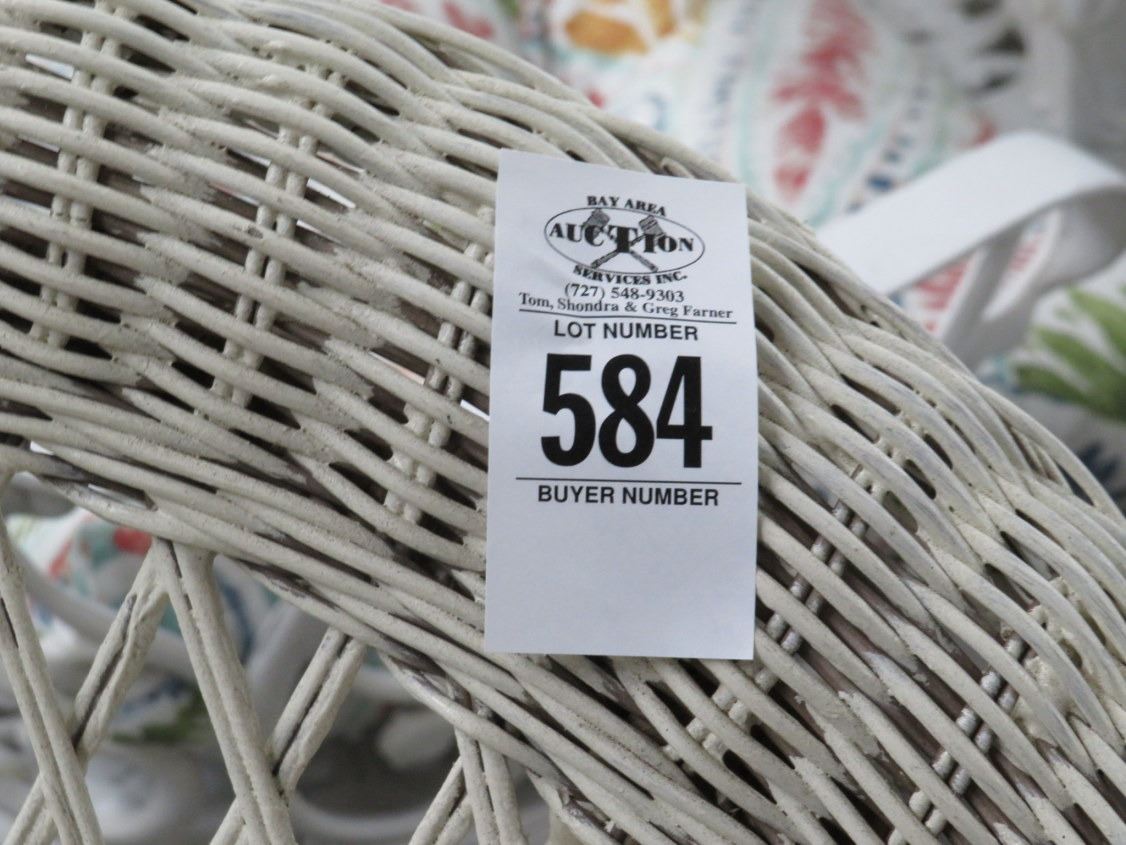 BAY AREA
AUCTION
SERVICES INC.
(727) 548-9303
Tom, Shondra & Greg Farner
LOT NUMBER
584
BUYER NUMBER